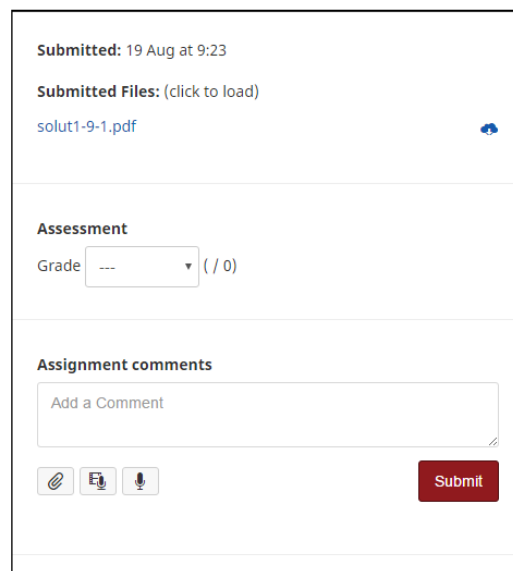 Submitted: 19 Aug at 9:23
Submitted Files: (click to load)
solut1-9-1.pdf
Assessment
Grade --- ( / 0)
Assignment comments
Add a Comment
Submit